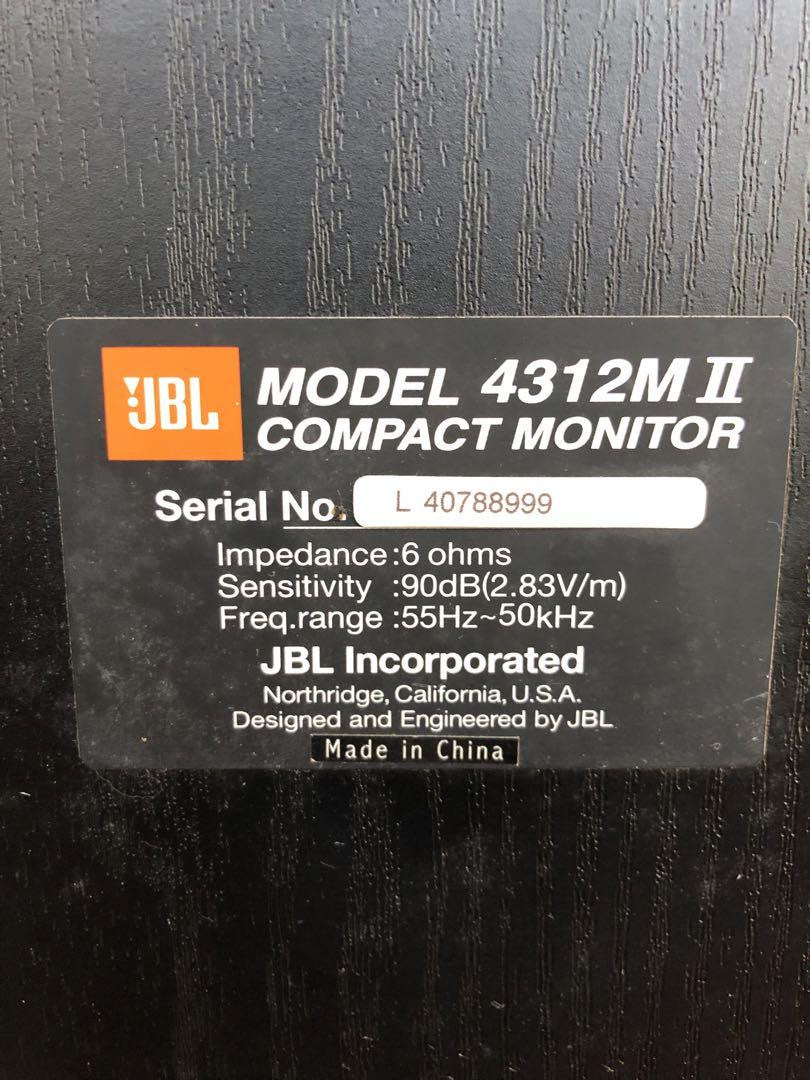 JBL MODEL 4312M II
COMPACT MONITOR
Serial No. L 40788999
Impedance:6 ohms
Sensitivity :90dB(2.83V/m)
Freq.range :55Hz~50kHz
JBL Incorporated
Northridge, California, U.S.A.
Designed and Engineered by JBL
Made in China